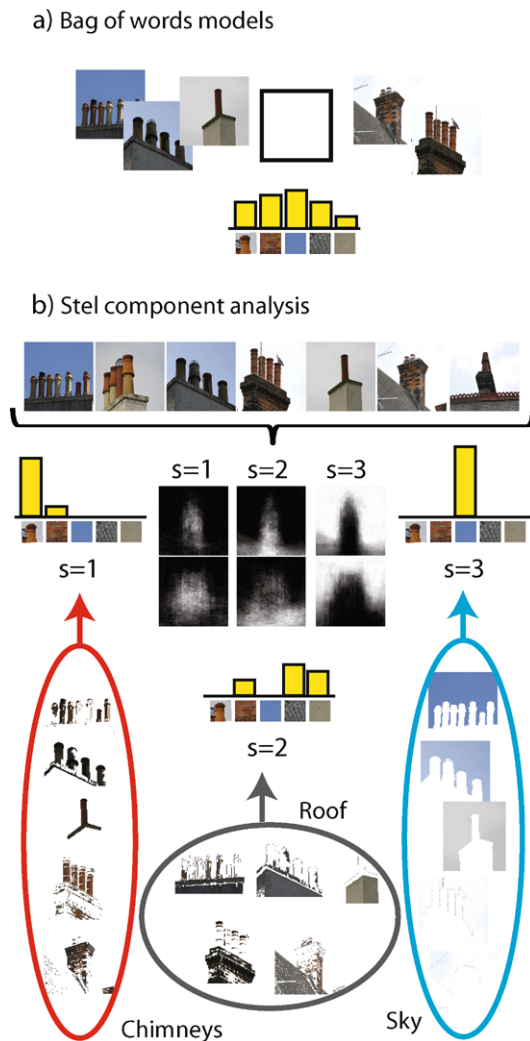 a) Bag of words models
b) Stel component analysis
s=1 s=2 s=3
s=1
s=3
s=2
Roof
Chimneys
Sky